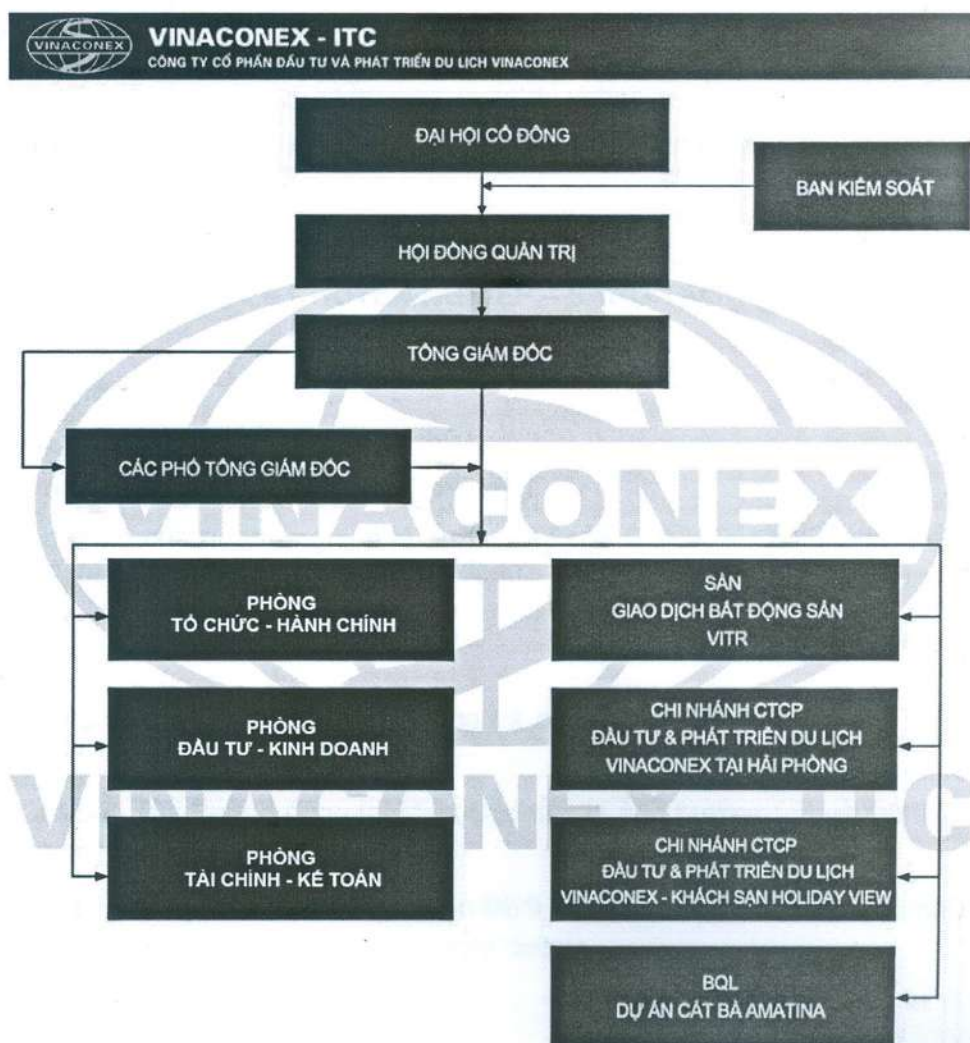 VINACONEX
VINACONEX - ITC
CÔNG TY CỔ PHẦN ĐẦU TƯ VÀ PHÁT TRIỂN DU LỊCH VINACONEX
ĐẠI HỘI CỔ ĐÔNG
BAN KIỂM SOÁT
HỘI ĐỒNG QUẢN TRỊ
TỔNG GIÁM ĐỐC
CÁC PHÓ TỔNG GIÁM ĐỐC
VINACONEX
PHÒNG
TỔ CHỨC - HÀNH CHÍNH
SÀN
GIAO DỊCH BẤT ĐỘNG SẢN
VITR
PHÒNG
ĐẦU TƯ - KINH DOANH
CHI NHÁNH CTCP
ĐẦU TƯ & PHÁT TRIỂN DU LỊCH
VINACONEX TẠI HẢI PHÒNG
VINACONEX - ITC
PHÒNG
TÀI CHÍNH - KẾ TOÁN
CHI NHÁNH CTCP
ĐẦU TƯ & PHÁT TRIỂN DU LỊCH
VINACONEX - KHÁCH SẠN HOLIDAY VIEW
BQL
DỰ ÁN CÁT BÀ AMATINA